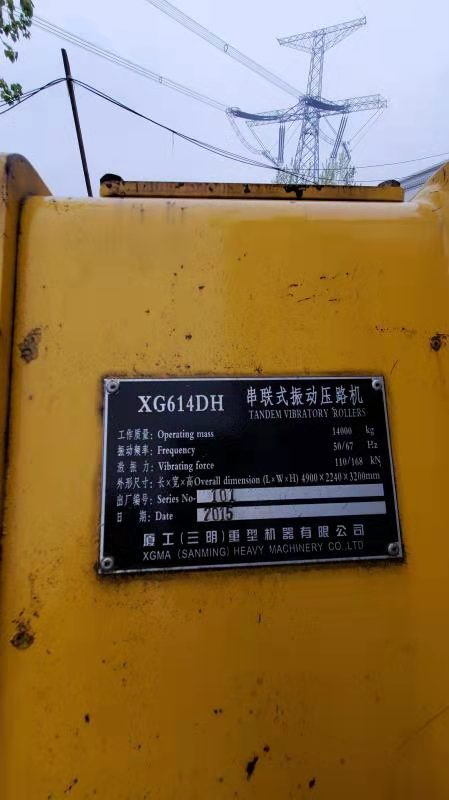 XG614DH 串联式振动压路机
TANDEM VIBRATORY ROLLERS
工作质量: Operating mass 14000 kg
振动频率: Frequency 50/67 Hz
激振力: Vibrating force 110/168 kN
外形尺寸: 长×宽×高Overall dimension (L×W×H) 4900×2240×3200mm
出厂编号: Series No- 101
日期: Date 2015
厦工(三明)重型机器有限公司
XGMA (SANMING) HEAVY MACHINERY CO.,LTD